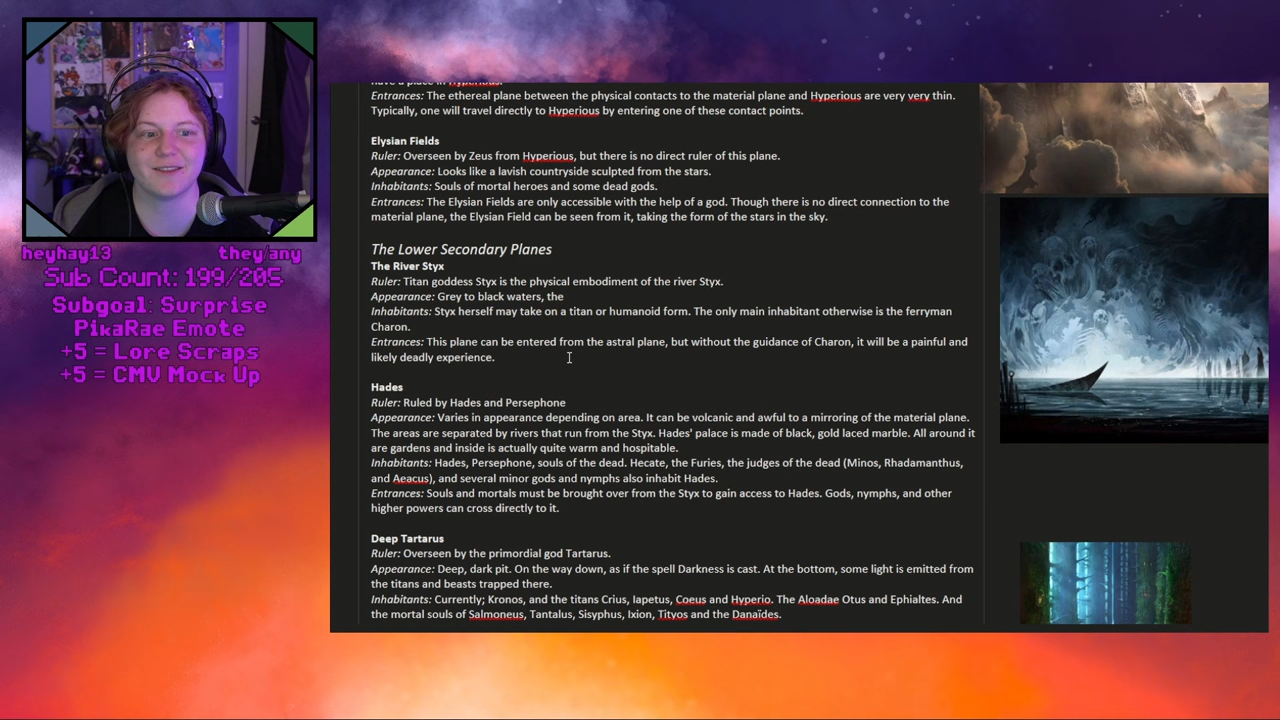 heyhay13 they/any
Sub Count: 199/205
Subgoal: Surprise
PikaRae Emote
+5 = Lore Scraps
+5 = CMV Mock Up
have a place in Hyperious.
Entrances: The ethereal plane between the physical contacts to the material plane and Hyperious are very very thin.
Typically, one will travel directly to Hyperious by entering one of these contact points.
Elysian Fields
Ruler: Overseen by Zeus from Hyperious, but there is no direct ruler of this plane.
Appearance: Looks like a lavish countryside sculpted from the stars.
Inhabitants: Souls of mortal heroes and some dead gods.
Entrances: The Elysian Fields are only accessible with the help of a god. Though there is no direct connection to the
material plane, the Elysian Field can be seen from it, taking the form of the stars in the sky.
The Lower Secondary Planes
The River Styx
Ruler: Titan goddess Styx is the physical embodiment of the river Styx.
Appearance: Grey to black waters, the
Inhabitants: Styx herself may take on a titan or humanoid form. The only main inhabitant otherwise is the ferryman
Charon.
Entrances: This plane can be entered from the astral plane, but without the guidance of Charon, it will be a painful and
likely deadly experience.
Hades
Ruler: Ruled by Hades and Persephone
Appearance: Varies in appearance depending on area. It can be volcanic and awful to a mirroring of the material plane.
The areas are separated by rivers that run from the Styx. Hades' palace is made of black, gold laced marble. All around it
are gardens and inside is actually quite warm and hospitable.
Inhabitants: Hades, Persephone, souls of the dead. Hecate, the Furies, the judges of the dead (Minos, Rhadamanthus,
and Aeacus), and several minor gods and nymphs also inhabit Hades.
Entrances: Souls and mortals must be brought over from the Styx to gain access to Hades. Gods, nymphs, and other
higher powers can cross directly to it.
Deep Tartarus
Ruler: Overseen by the primordial god Tartarus.
Appearance: Deep, dark pit. On the way down, as if the spell Darkness is cast. At the bottom, some light is emitted from
the titans and beasts trapped there.
Inhabitants: Currently; Kronos, and the titans Crius, Iapetus, Coeus and Hyperio. The Aloadae Otus and Ephialtes. And
the mortal souls of Salmoneus, Tantalus, Sisyphus, Ixion, Tityos and the Danaïdes.